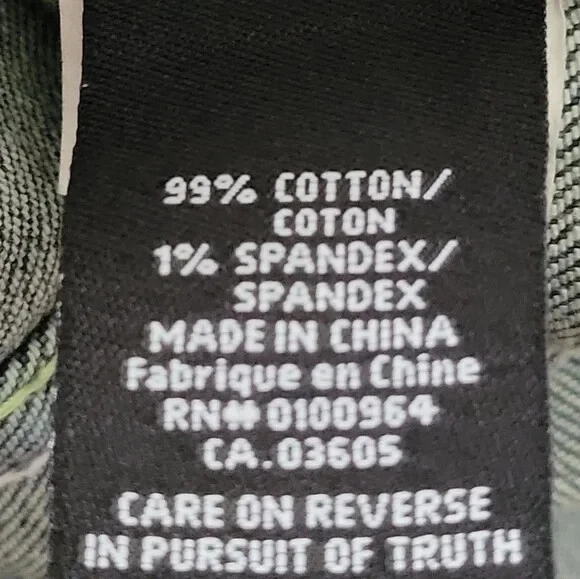 99% COTTON/
COTON
1% SPANDEX/
SPANDEX
MADE IN CHINA
Fabrique en Chine
RN# 0100964
CA.03605
CARE ON REVERSE
IN PURSUIT OF TRUTH